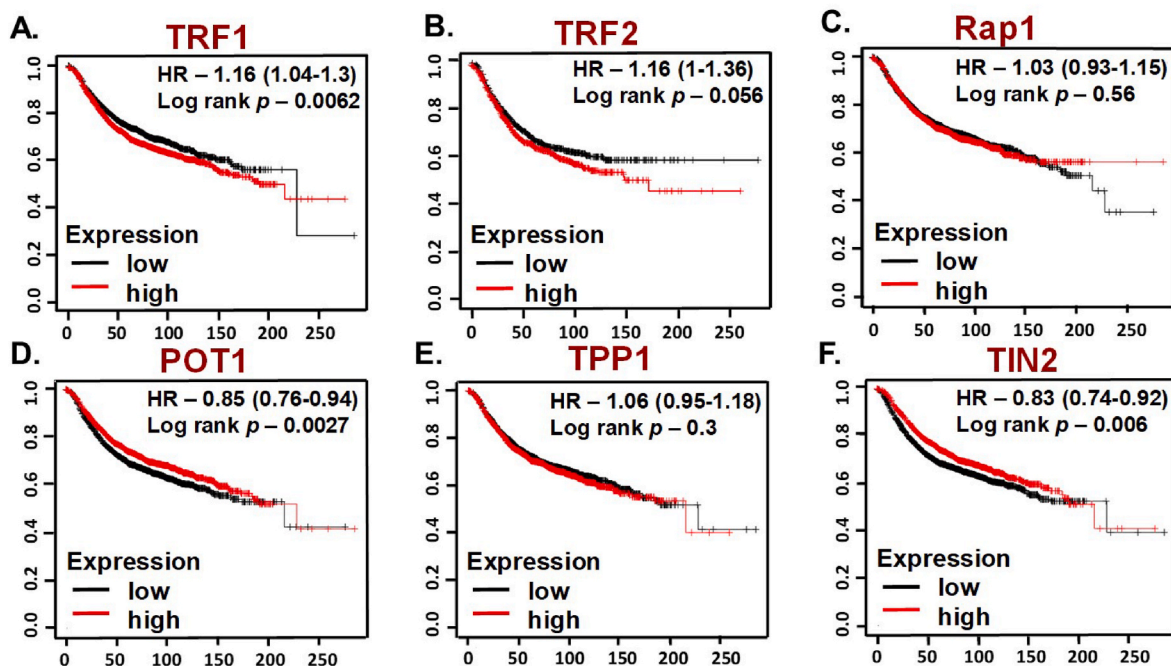 A.
TRF1
HR – 1.16 (1.04-1.3)
Log rank p – 0.0062
1.0
0.8
0.6
0.4
0.2
0.0
Expression
low
high
0 50 100 150 200 250
B.
TRF2
HR – 1.16 (1-1.36)
Log rank p – 0.056
1.0
0.8
0.6
0.4
0.2
0.0
Expression
low
high
0 50 100 150 200 250
C.
Rap1
HR – 1.03 (0.93-1.15)
Log rank p – 0.56
1.0
0.8
0.6
0.4
0.2
0.0
Expression
low
high
0 50 100 150 200 250
D.
POT1
HR – 0.85 (0.76-0.94)
Log rank p – 0.0027
1.0
0.8
0.6
0.4
0.2
0.0
Expression
low
high
0 50 100 150 200 250
E.
TPP1
HR – 1.06 (0.95-1.18)
Log rank p – 0.3
1.0
0.8
0.6
0.4
0.2
0.0
Expression
low
high
0 50 100 150 200 250
F.
TIN2
HR – 0.83 (0.74-0.92)
Log rank p – 0.006
1.0
0.8
0.6
0.4
0.2
0.0
Expression
low
high
0 50 100 150 200 250